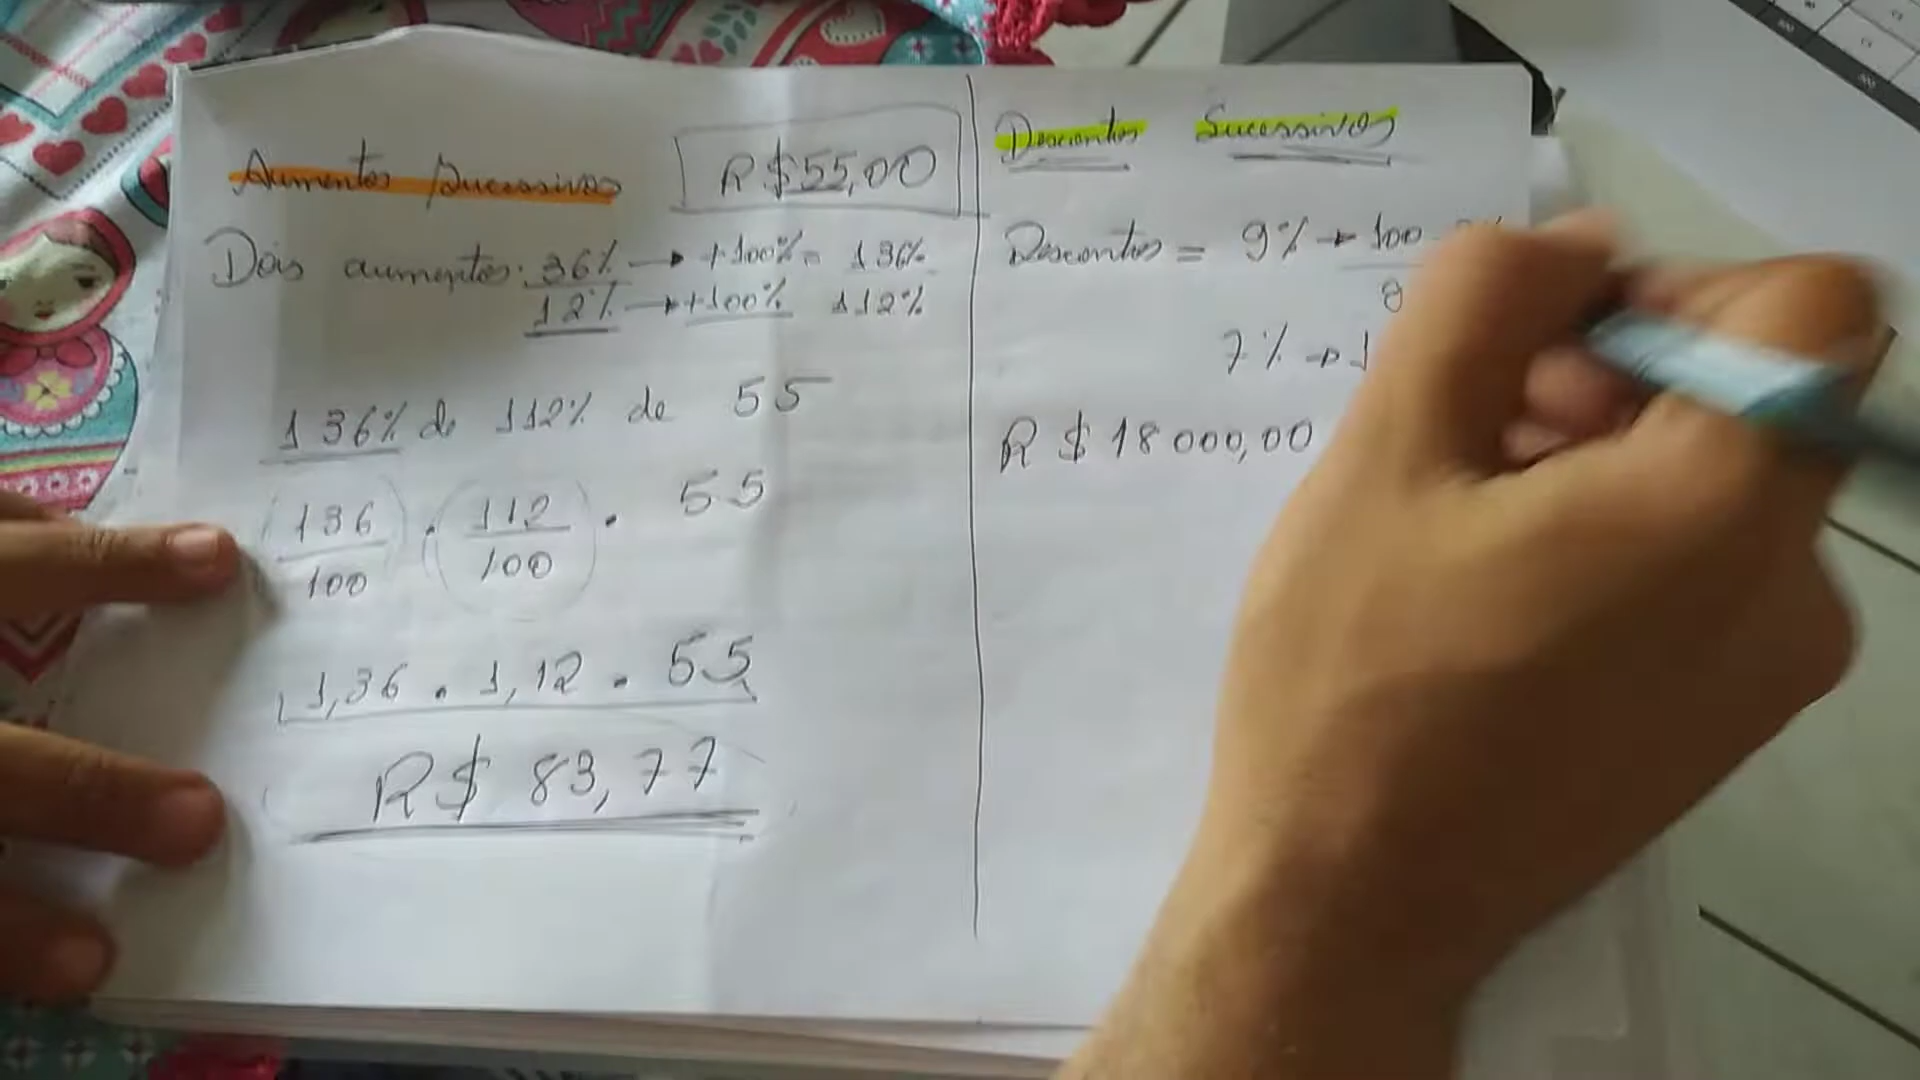 Aumentos Sucessivos
R$55,00
Dois aumentos: 36% → +100% = 136%
12% → +100% 112%
136% de 112% de 55
136/100 . 112/100 . 55
1,36 . 1,12 . 55
R$ 83,77
Descontos Sucessivos
Descontos = 9% → 100
7% → 1
R$ 18 000,00